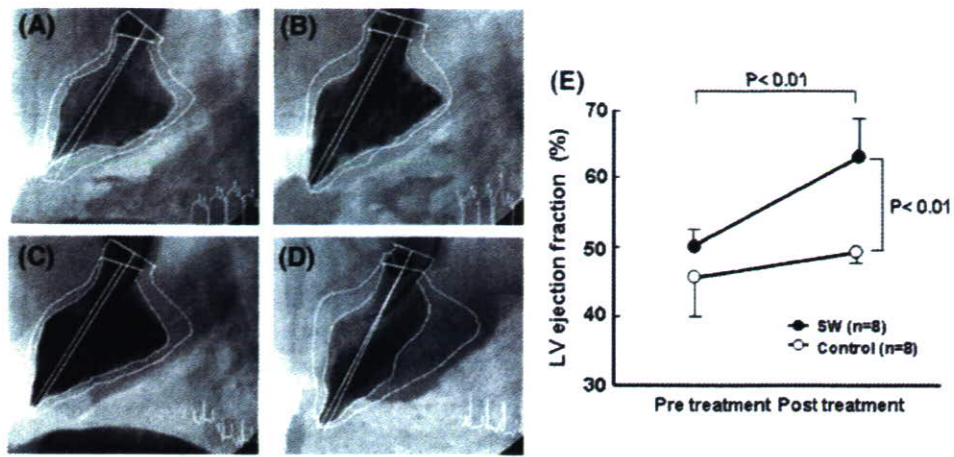 (A)
(B)
(C)
(D)
(E)
P< 0.01
LV ejection fraction (%)
70
60
50
40
30
P< 0.01
SW (n=8)
Control (n=8)
Pre treatment Post treatment